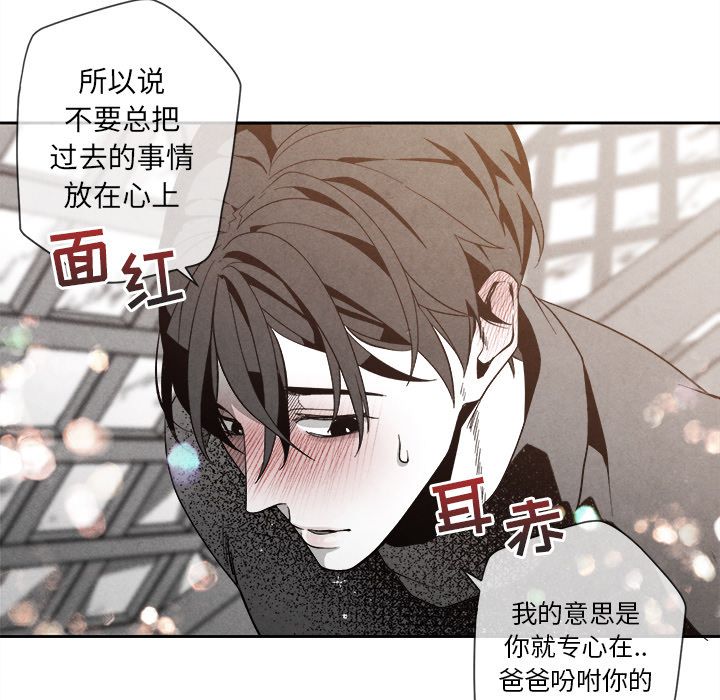 所以说
不要总把
过去的事情
放在心上
面红
耳赤
我的意思是
你就专心在..
爸爸吩咐你的